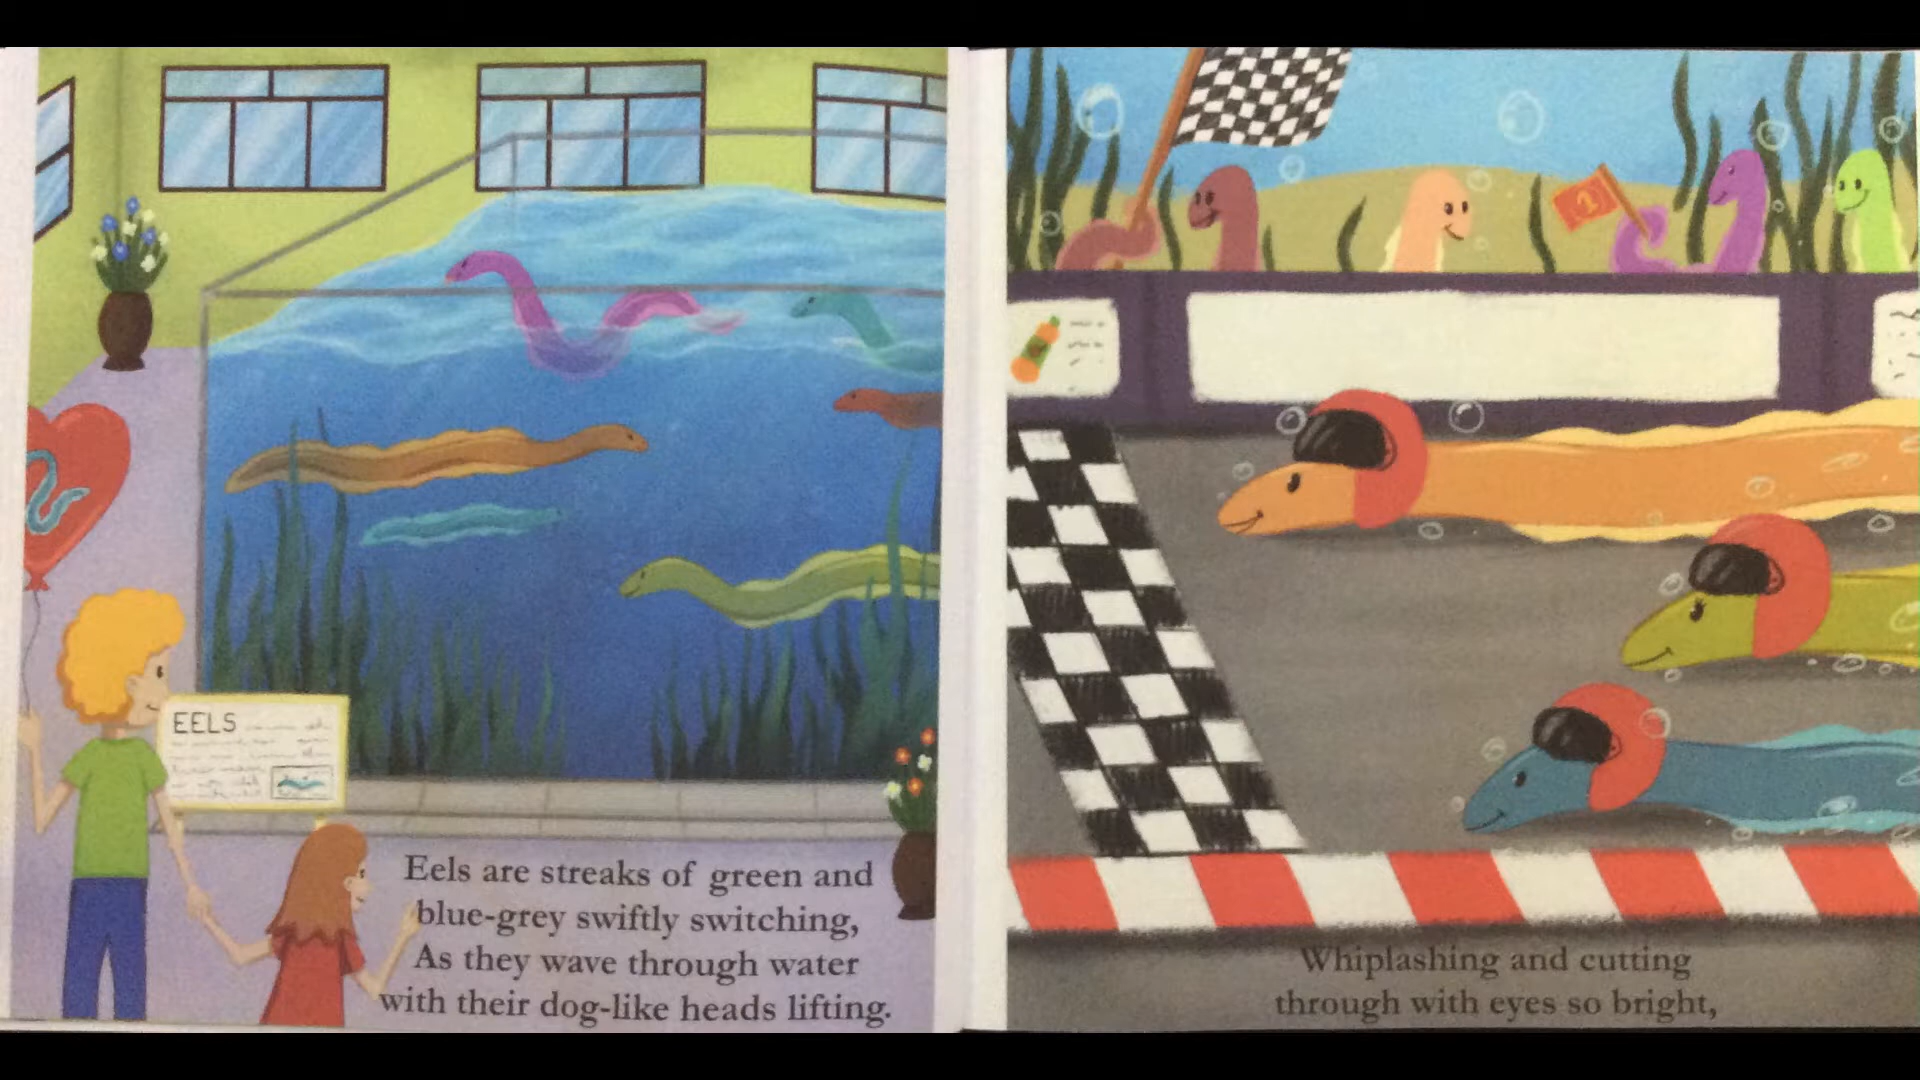 EELS
Eels are streaks of green and
blue-grey swiftly switching,
As they wave through water
with their dog-like heads lifting.
1
Whiplashing and cutting
through with eyes so bright,